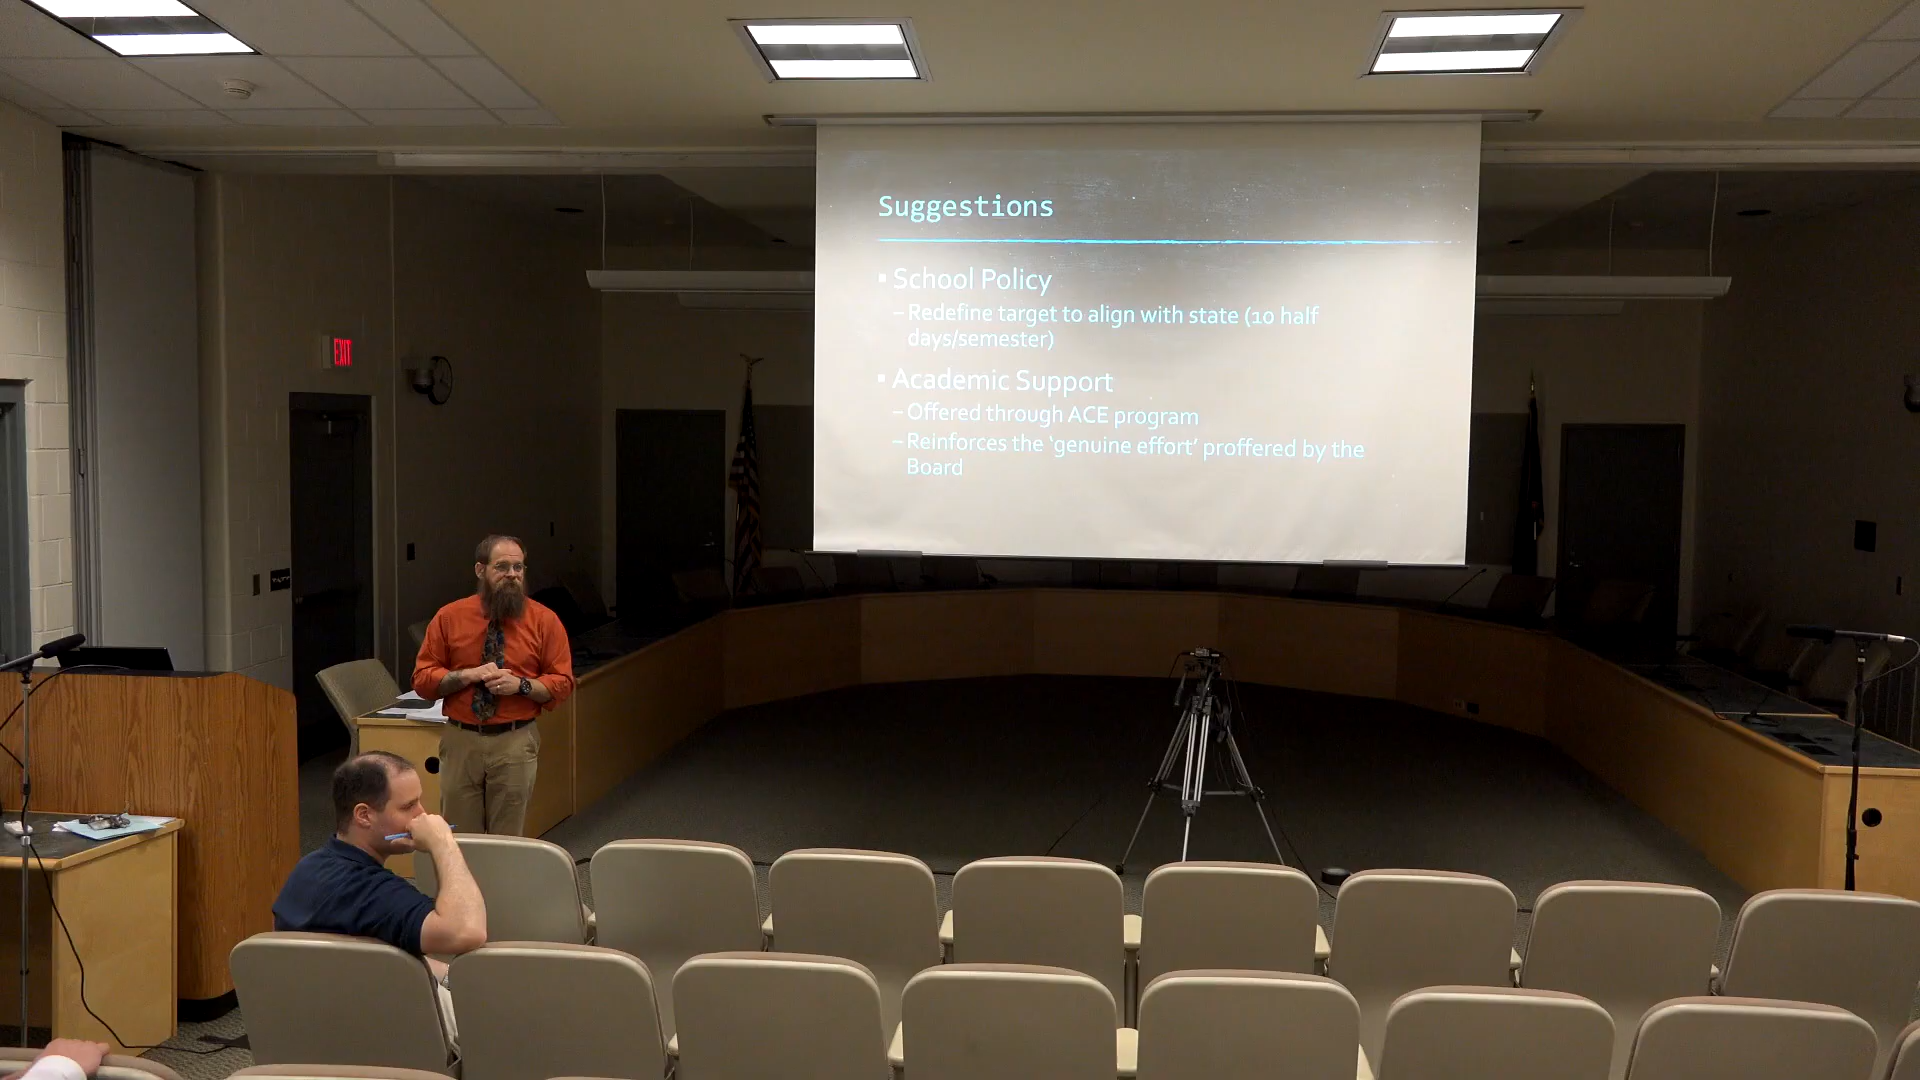 Suggestions
▪ School Policy
– Redefine target to align with state (10 half
days/semester)
▪ Academic Support
– Offered through ACE program
– Reinforces the ‘genuine effort’ proffered by the
Board
EXIT